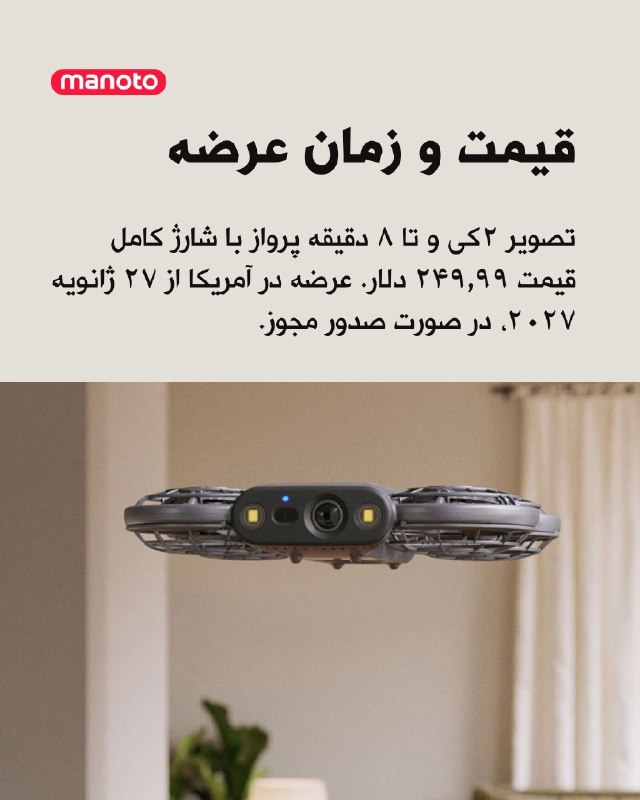 manoto
قیمت و زمان عرضه
تصویر ۲کی و تا ۸ دقیقه پرواز با شارژ کامل
قیمت ۲۴۹,۹۹ دلار. عرضه در آمریکا از ۲۷ ژانویه
۲۰۲۷، در صورت صدور مجوز.